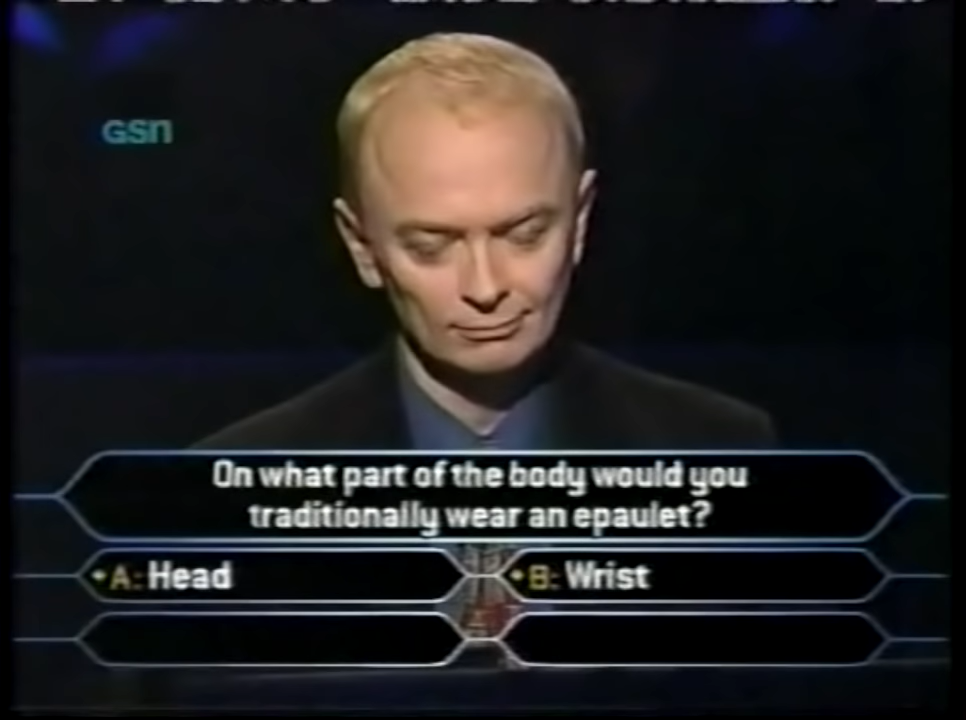 GSN
On what part of the body would you
traditionally wear an epaulet?
A: Head
B: Wrist